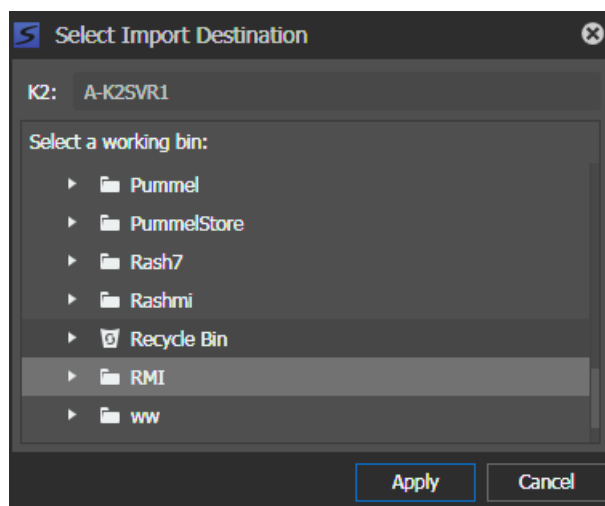 Select Import Destination
K2: A-K2SVR1
Select a working bin:
Pummel
PummelStore
Rash7
Rashmi
Recycle Bin
RMI
ww
Apply Cancel